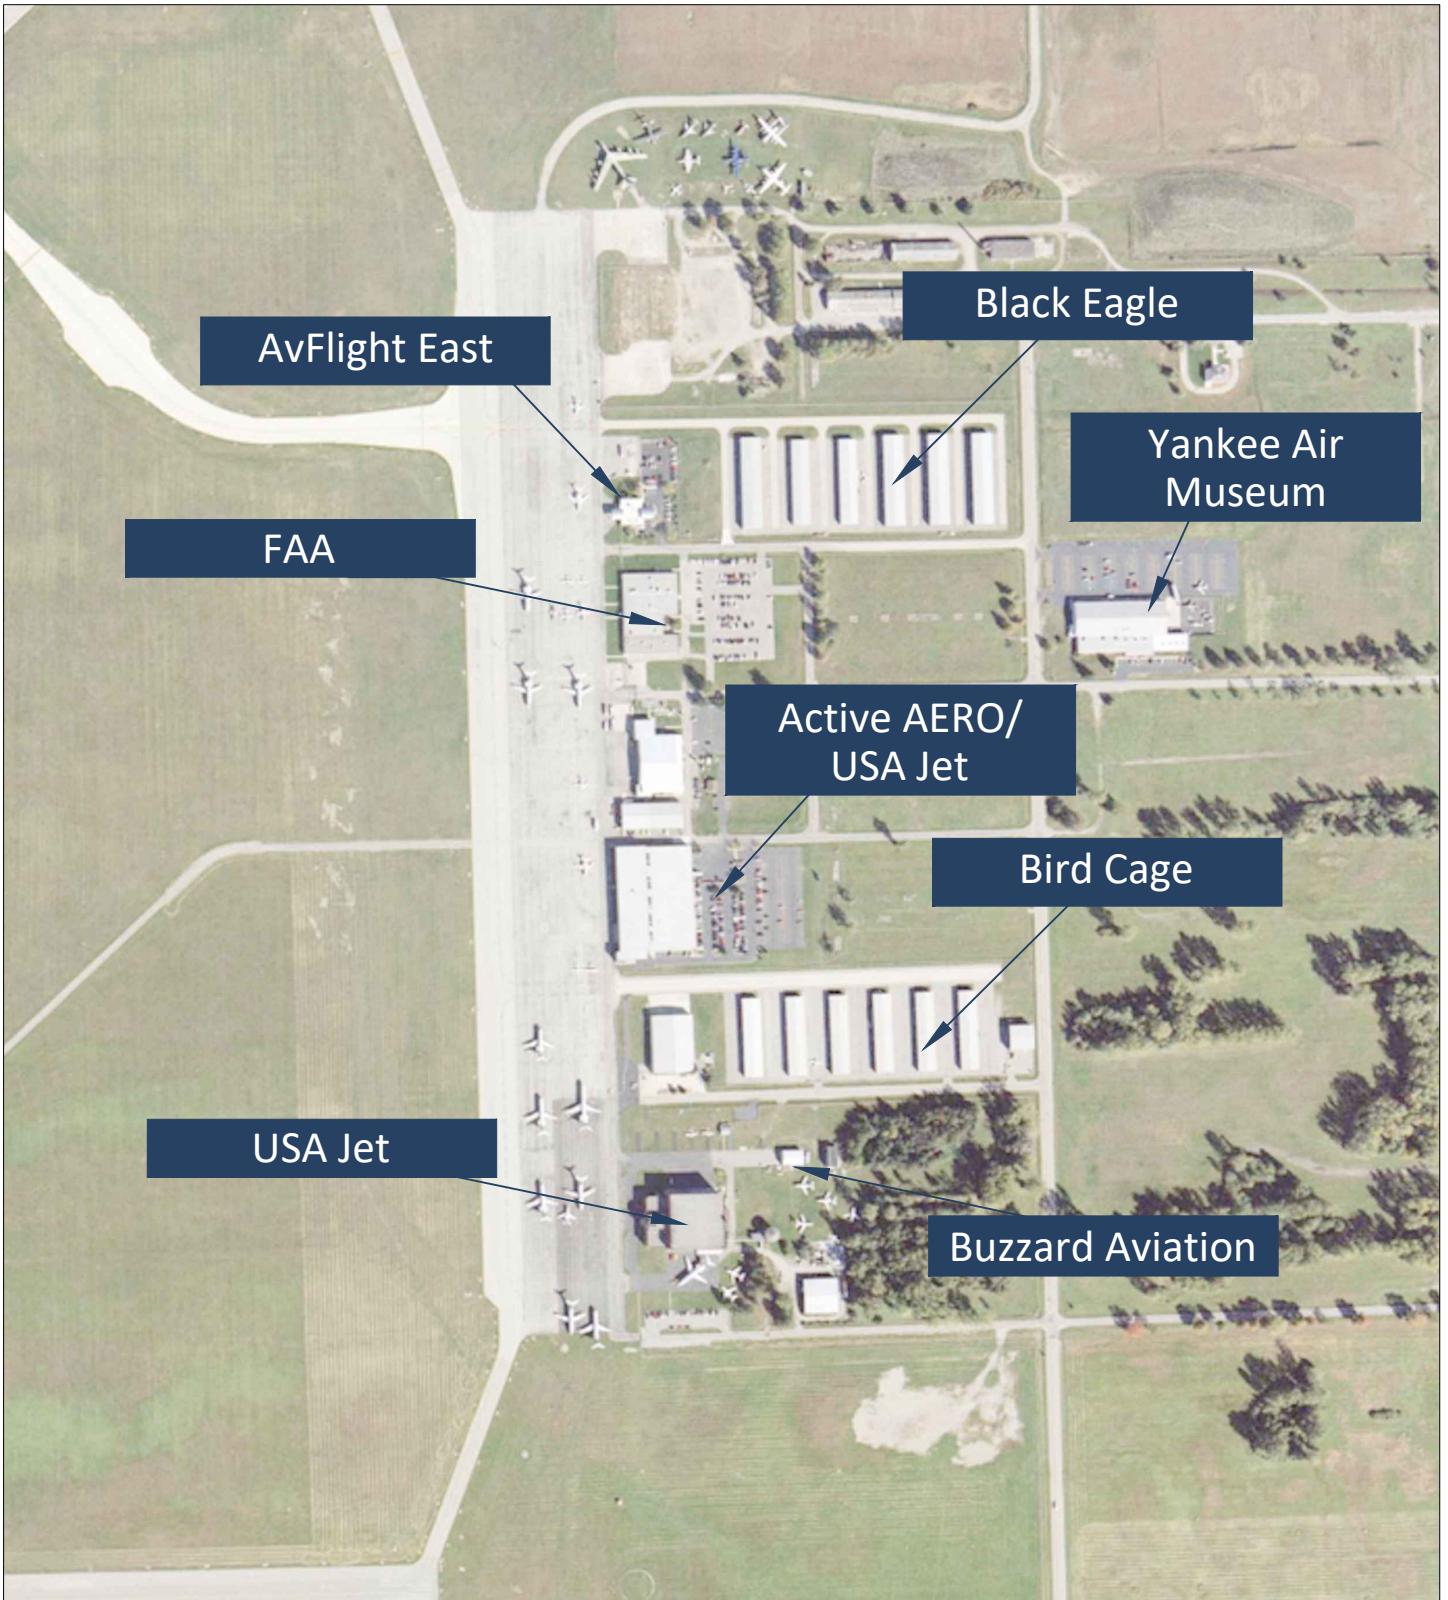 Black Eagle
AvFlight East
Yankee Air
Museum
FAA
Active AERO/
USA Jet
Bird Cage
USA Jet
Buzzard Aviation